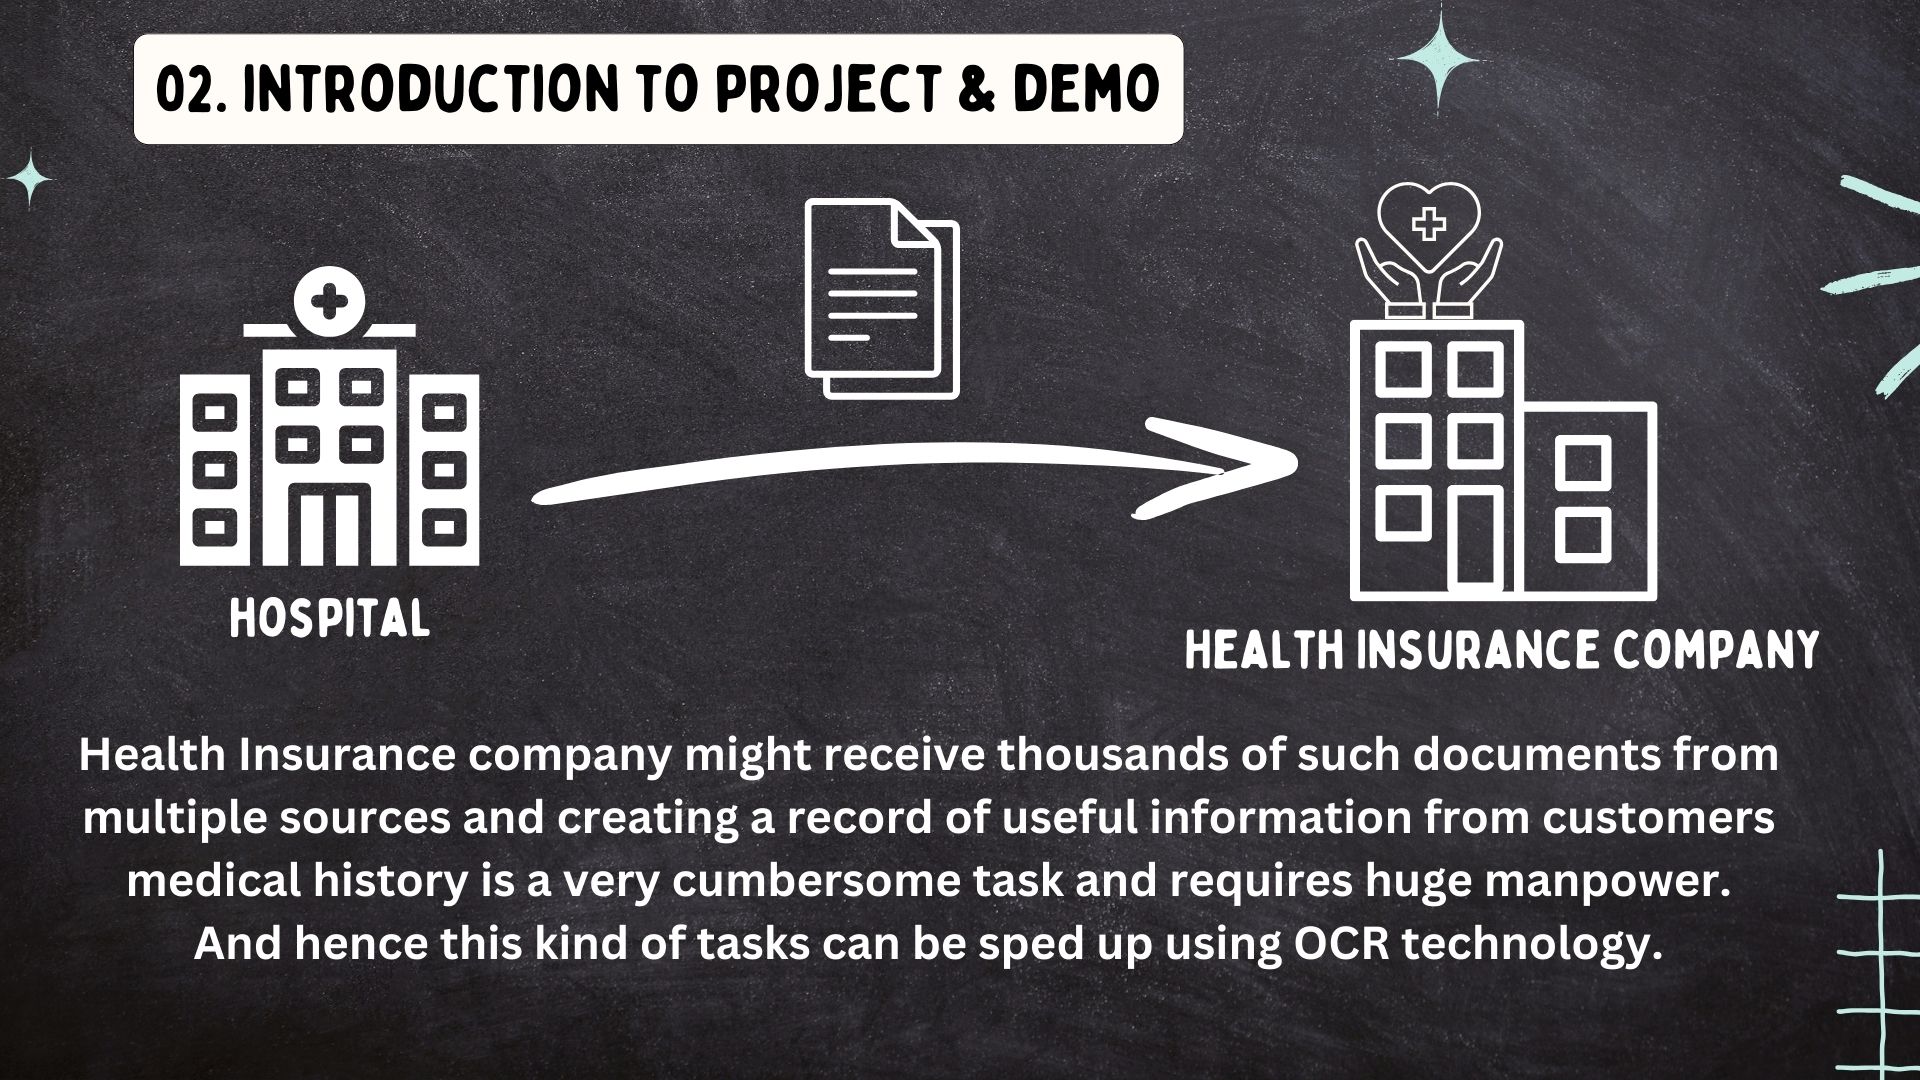 02. INTRODUCTION TO PROJECT & DEMO
HOSPITAL
HEALTH INSURANCE COMPANY
Health Insurance company might receive thousands of such documents from
multiple sources and creating a record of useful information from customers
medical history is a very cumbersome task and requires huge manpower.
And hence this kind of tasks can be sped up using OCR technology.